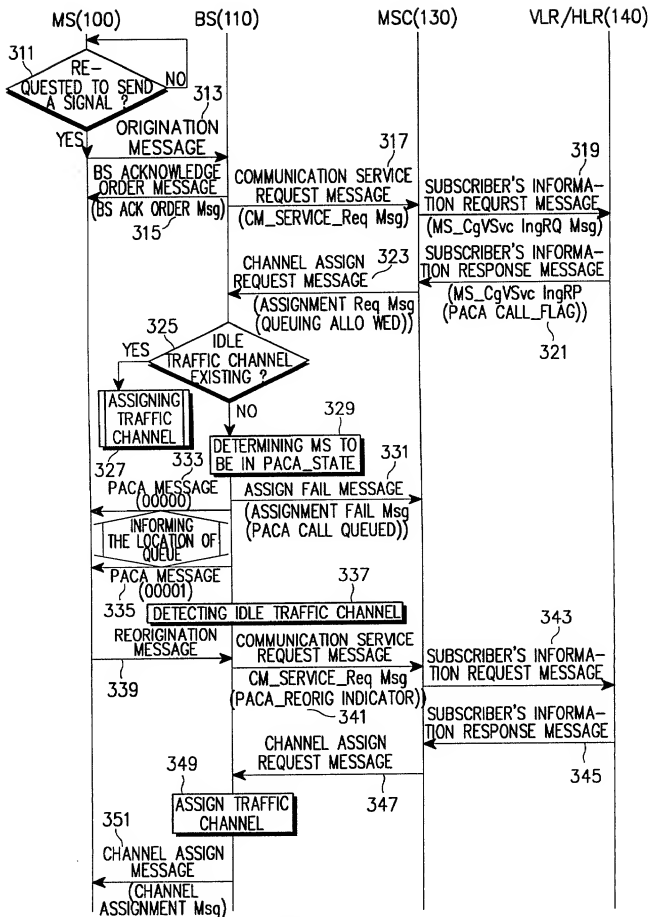 MS(100) BS(110) MSC(130) VLR/HLR(140)
311
RE-
QUESTED TO SEND
A SIGNAL ?
NO
YES
313
ORIGINATION
MESSAGE
BS ACKNOWLEDGE
ORDER MESSAGE
(BS ACK ORDER Msg)
315
317
COMMUNICATION SERVICE
REQUEST MESSAGE
(CM_SERVICE_Req Msg)
319
SUBSCRIBER'S INFORMA-
TION REQURST MESSAGE
(MS_CgVSvc IngRQ Msg)
SUBSCRIBER'S INFORMA-
TION RESPONSE MESSAGE
(MS_CgVSvc IngRP
(PACA CALL_FLAG))
321
CHANNEL ASSIGN 323
REQUEST MESSAGE
(ASSIGNMENT Req Msg
(QUEUING ALLO WED))
325
IDLE
TRAFFIC CHANNEL
EXISTING ?
YES
NO
ASSIGNING
TRAFFIC
CHANNEL
327
329
DETERMINING MS TO
BE IN PACA_STATE
333
PACA MESSAGE
(00000)
331
ASSIGN FAIL MESSAGE
(ASSIGNMENT FAIL Msg
(PACA CALL QUEUED))
INFORMING
THE LOCATION OF
QUEUE
PACA MESSAGE
(00001)
335
337
DETECTING IDLE TRAFFIC CHANNEL
REORIGINATION
MESSAGE
339
COMMUNICATION SERVICE
REQUEST MESSAGE
CM_SERVICE_Req Msg
(PACA_REORIG INDICATOR))
341
343
SUBSCRIBER'S INFORMA-
TION REQUEST MESSAGE
SUBSCRIBER'S INFORMA-
TION RESPONSE MESSAGE
345
CHANNEL ASSIGN
REQUEST MESSAGE
347
349
ASSIGN TRAFFIC
CHANNEL
351
CHANNEL ASSIGN
MESSAGE
(CHANNEL
ASSIGNMENT Msg)